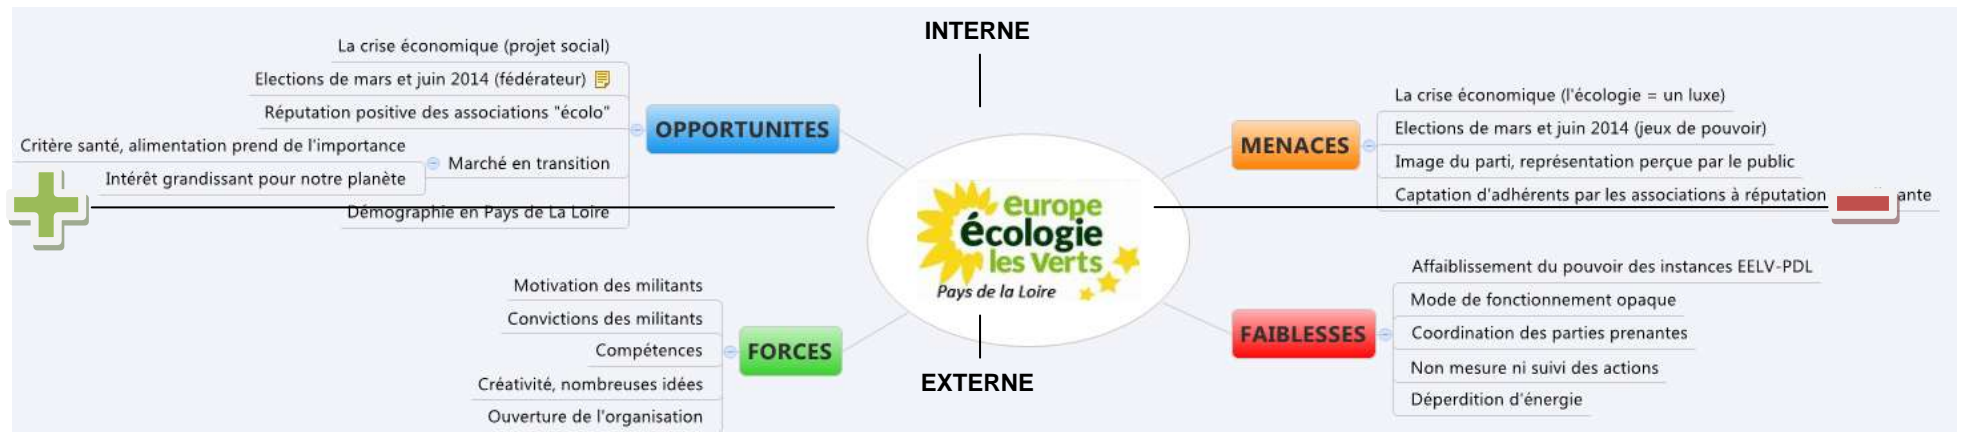 INTERNE
La crise économique (projet social)
Elections de mars et juin 2014 (fédérateur)
Réputation positive des associations "écolo"
Critère santé, alimentation prend de l'importance
Intérêt grandissant pour notre planète
Marché en transition
Démographie en Pays de La Loire
OPPORTUNITES
MENACES
La crise économique (l'écologie = un luxe)
Elections de mars et juin 2014 (jeux de pouvoir)
Image du parti, représentation perçue par le public
Captation d'adhérents par les associations à réputation
europe
écologie
les Verts
Pays de la Loire
Motivation des militants
Convictions des militants
Compétences
Créativité, nombreuses idées
Ouverture de l'organisation
FORCES
FAIBLESSES
Affaiblissement du pouvoir des instances EELV-PDL
Mode de fonctionnement opaque
Coordination des parties prenantes
Non mesure ni suivi des actions
Déperdition d'énergie
EXTERNE